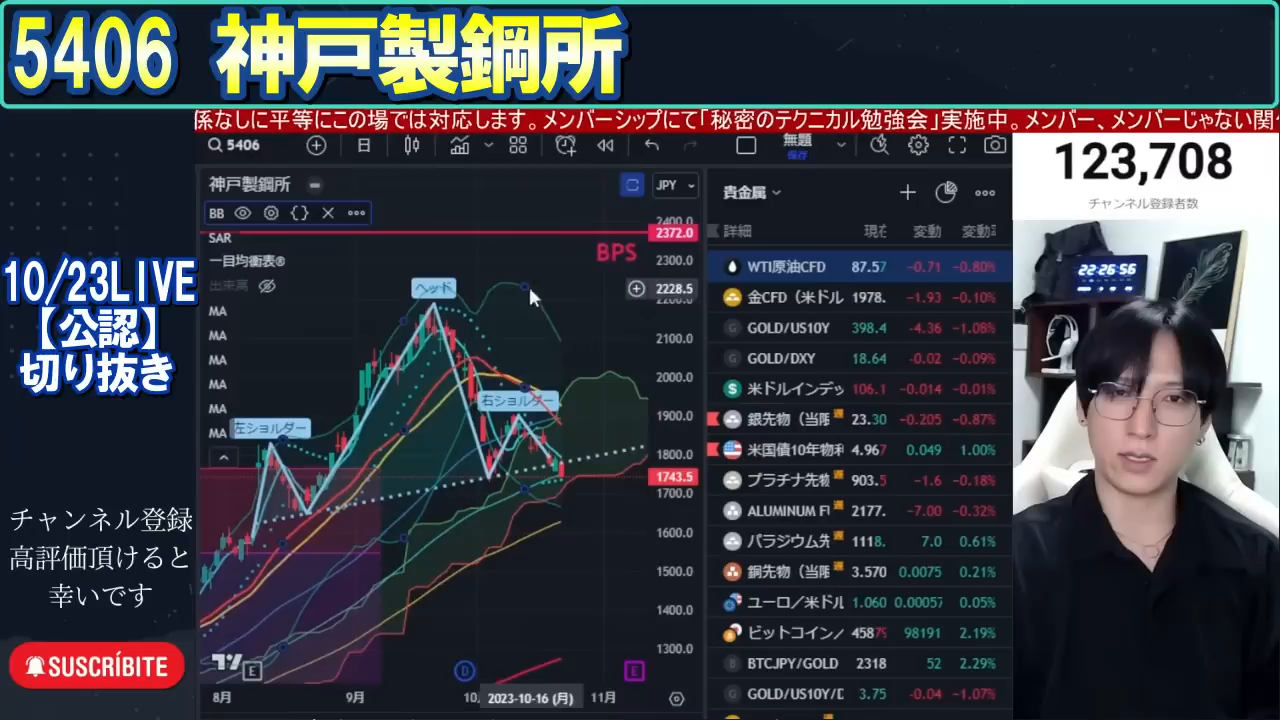 5406 神戸製鋼所
係なしに平等にこの場では対応します。メンバーシップにて「秘密のテクニカル勉強会」実施中。メンバー、メンバーじゃない関
5406
日
無題
保存
123,708
チャンネル登録者数
神戸製鋼所
JPY
貴金属
BB
SAR
一目均衡表
出来高
MA
MA
MA
MA
MA
MA
2400.0
2372.0
BPS
2300.0
2228.5
2200.0
2100.0
2000.0
1900.0
1800.0
1743.5
1700.0
1600.0
1500.0
1400.0
1300.0
ヘッド
左ショルダー
右ショルダー
詳細 現在 変動
WTI原油CFD 87.57 −0.71 −0.80%
金CFD（米ドル 1978. −1.93 −0.10%
GOLD/US10Y 398.4 −4.36 −1.08%
GOLD/DXY 18.64 −0.02 −0.09%
米ドルインデッ 106.1 −0.014 −0.01%
銀先物（当限 23.30 −0.205 −0.87%
米国債10年物利 4.967 0.049 1.00%
プラチナ先物 903.5 −1.6 −0.18%
ALUMINUM 2177. −7.00 −0.32%
パラジウム先 1118. 7.0 0.61%
銅先物（当限 3.570 0.0075 0.21%
ユーロ／米ドル 1.060 0.00057 0.05%
ビットコイン／ 45879 98191 2.19%
BTCJPY/GOLD 2318 52 2.29%
GOLD/US10Y/D 3.75 −0.04 −1.07%
22:26:56
10/23LIVE
【公認】
切り抜き
チャンネル登録
高評価頂けると
幸いです
SUSCRÍBITE
E
D
E
8月
9月
2023-10-16 (月)
11月